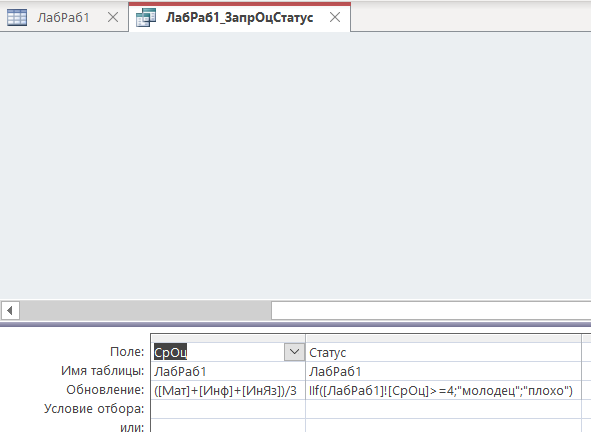 ЛабРаб1 ЛабРаб1_ЗапрОцСтатус
Поле: СрОц Статус
Имя таблицы: ЛабРаб1 ЛабРаб1
Обновление: ([Мат]+[Инф]+[ИнЯз])/3 IIf([ЛабРаб1]![СрОц]>=4;"молодец";"плохо")
Условие отбора:
или: